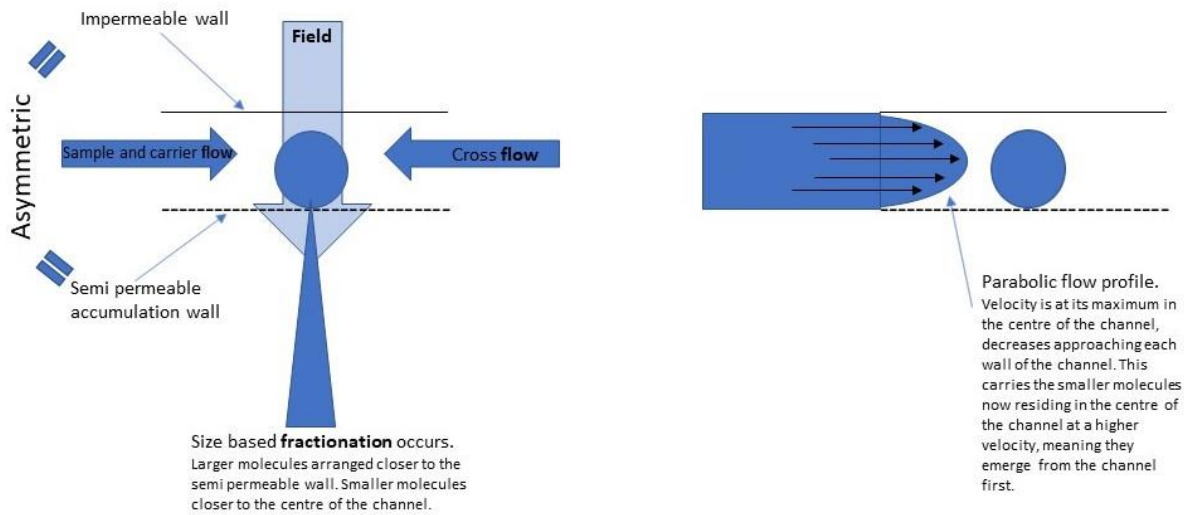 Impermeable wall
Field
Asymmetric
Sample and carrier flow
Cross flow
Semi permeable
accumulation wall
Size based fractionation occurs.
Larger molecules arranged closer to the
semi permeable wall. Smaller molecules
closer to the centre of the channel.
Parabolic flow profile.
Velocity is at its maximum in
the centre of the channel,
decreases approaching each
wall of the channel. This
carries the smaller molecules
now residing in the centre of
the channel at a higher
velocity, meaning they
emerge from the channel
first.